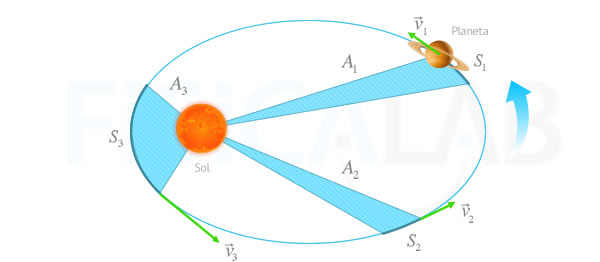 v⃗₁
Planeta
A₁
S₁
A₃
S₃
Sol
A₂
v⃗₂
S₂
v⃗₃
FISICALAB